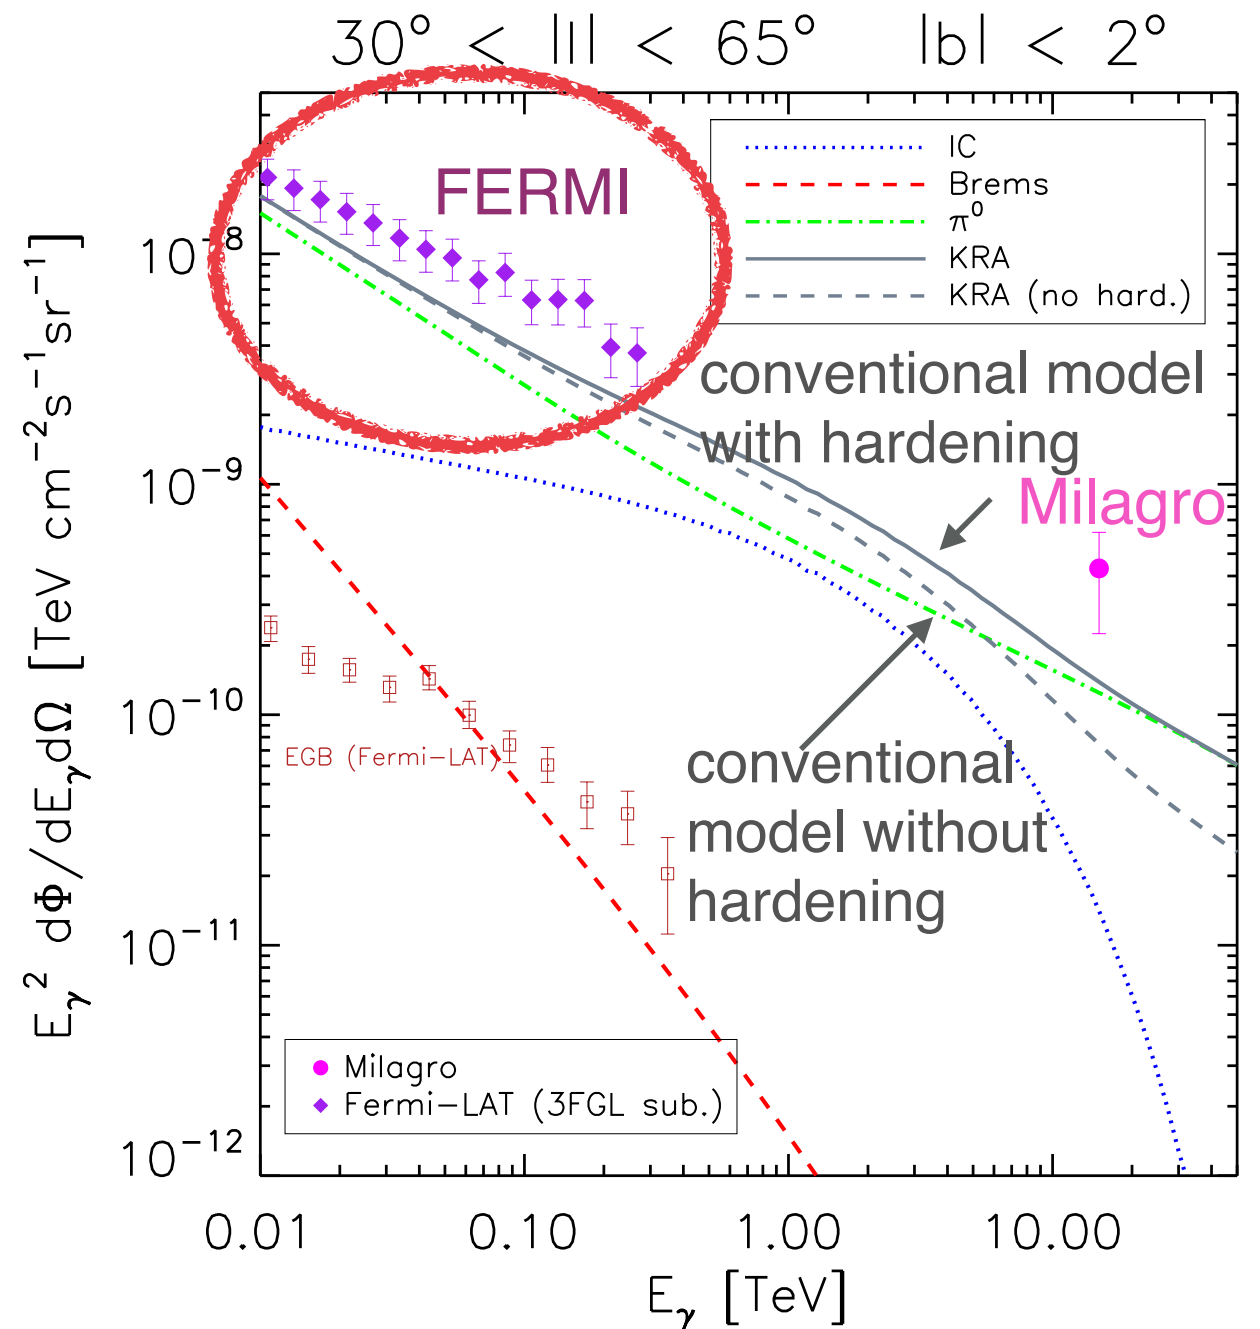 30° < |l| < 65° |b| < 2°
IC
Brems
π⁰
KRA
KRA (no hard.)
FERMI
conventional model
with hardening
Milagro
EGB (Fermi-LAT)
conventional
model without
hardening
Milagro
Fermi-LAT (3FGL sub.)
10⁻⁸
10⁻⁹
10⁻¹⁰
10⁻¹¹
10⁻¹²
E_γ² dΦ/dE_γdΩ [TeV cm⁻²s⁻¹sr⁻¹]
0.01 0.10 1.00 10.00
E_γ [TeV]